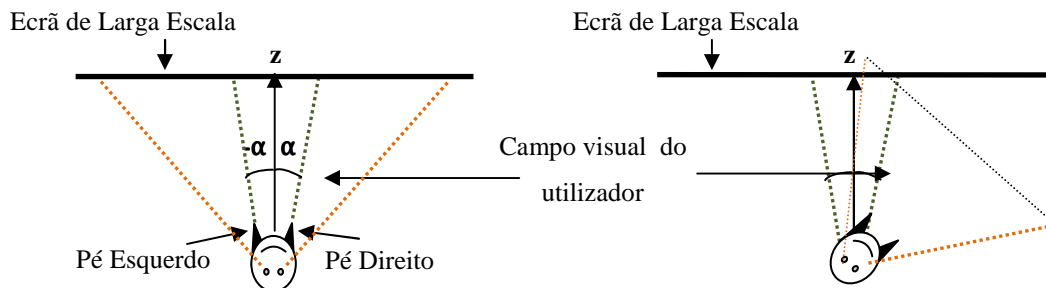 Ecrã de Larga Escala
z
-α α
Pé Esquerdo
Pé Direito
Campo visual do
utilizador
Ecrã de Larga Escala
z